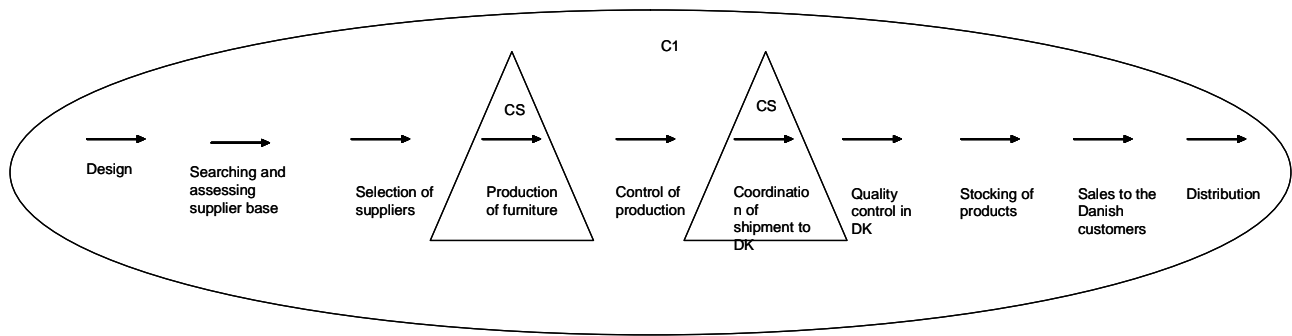 C1
CS
CS
Design
Searching and
assessing
supplier base
Selection of
suppliers
Production
of furniture
Control of
production
Coordinatio
n of
shipment to
DK
Quality
control in
DK
Stocking of
products
Sales to the
Danish
customers
Distribution